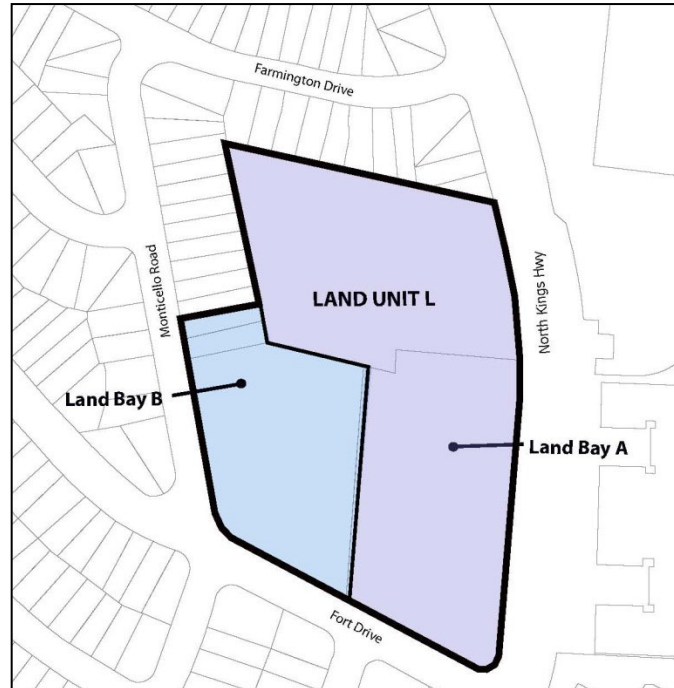 Farmington Drive
Monticello Road
LAND UNIT L
North Kings Hwy
Land Bay B
Land Bay A
Fort Drive